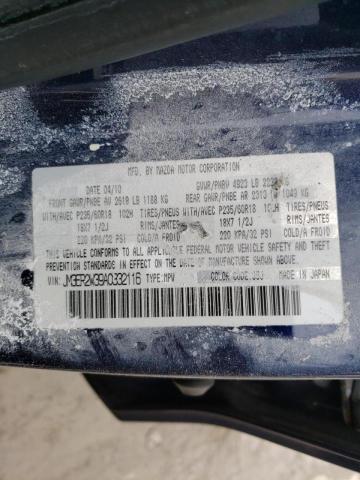 MFD. BY MAZDA MOTOR CORPORATION
DATE 04/10 GVWR/PNBV 4923 LB KG
FRONT GAWR/PNBE AV 2619 LB 1188 KG REAR GAWR/PNBE AR 2313 LB 1049 KG
WITH/AVEC P235/60R18 102H TIRES/PNEUS WITH/AVEC P235/60R18 102H TIRES/PNEUS
18X7 1/2J RIMS/JANTES 18X7 1/2J RIMS/JANTES
220 KPA/32 PSI COLD/A FROID 220 KPA/32 PSI COLD/A FROID
THIS VEHICLE CONFORMS TO ALL APPLICABLE FEDERAL MOTOR VEHICLE SAFETY
STANDARDS IN EFFECT ON THE DATE OF MANUFACTURE SHOWN ABOVE.
VIN: JM3ER2W39A0332116 TYPE:MPV COLOR CODE:35J MADE IN JAPAN